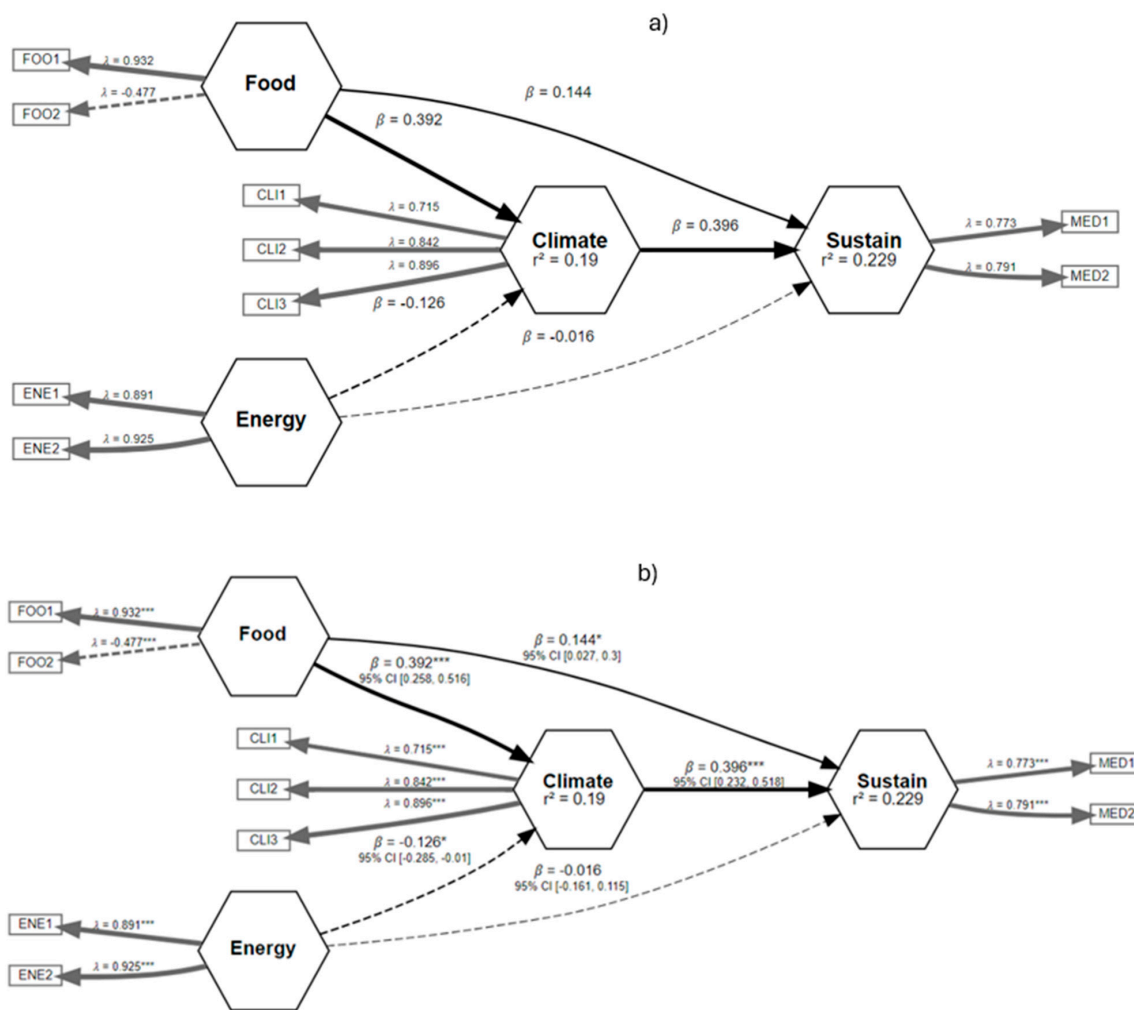 a)
FOO1
λ = 0.932
Food
λ = -0.477
FOO2
β = 0.144
β = 0.392
CLI1
λ = 0.715
CLI2
λ = 0.842
Climate
r² = 0.19
β = 0.396
Sustain
r² = 0.229
λ = 0.773
MED1
λ = 0.791
MED2
λ = 0.896
CLI3
β = -0.126
β = -0.016
ENE1
λ = 0.891
Energy
ENE2
λ = 0.925
b)
FOO1
λ = 0.932***
Food
λ = -0.477***
FOO2
β = 0.144*
95% CI [0.027, 0.3]
β = 0.392***
95% CI [0.258, 0.516]
CLI1
λ = 0.715***
CLI2
λ = 0.842***
Climate
r² = 0.19
β = 0.396***
95% CI [0.232, 0.518]
Sustain
r² = 0.229
λ = 0.773***
MED1
λ = 0.791***
MED2
λ = 0.896***
CLI3
β = -0.126*
95% CI [-0.285, -0.01]
β = -0.016
95% CI [-0.161, 0.115]
ENE1
λ = 0.891***
Energy
ENE2
λ = 0.925***